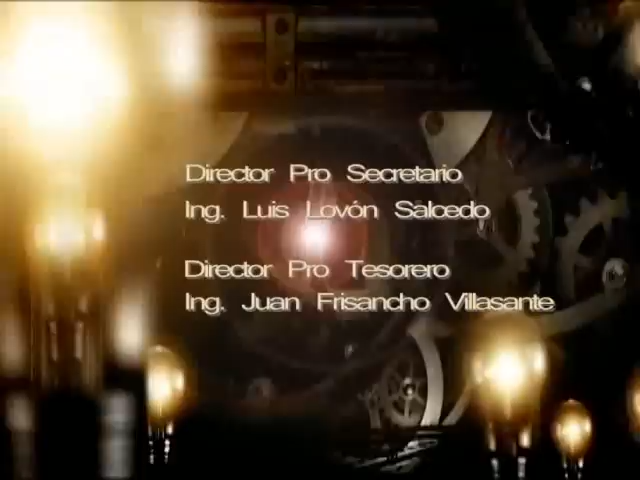 Director Pro Secretario
Ing. Luis Lovón Salcedo
Director Pro Tesorero
Ing. Juan Frisancho Villasante